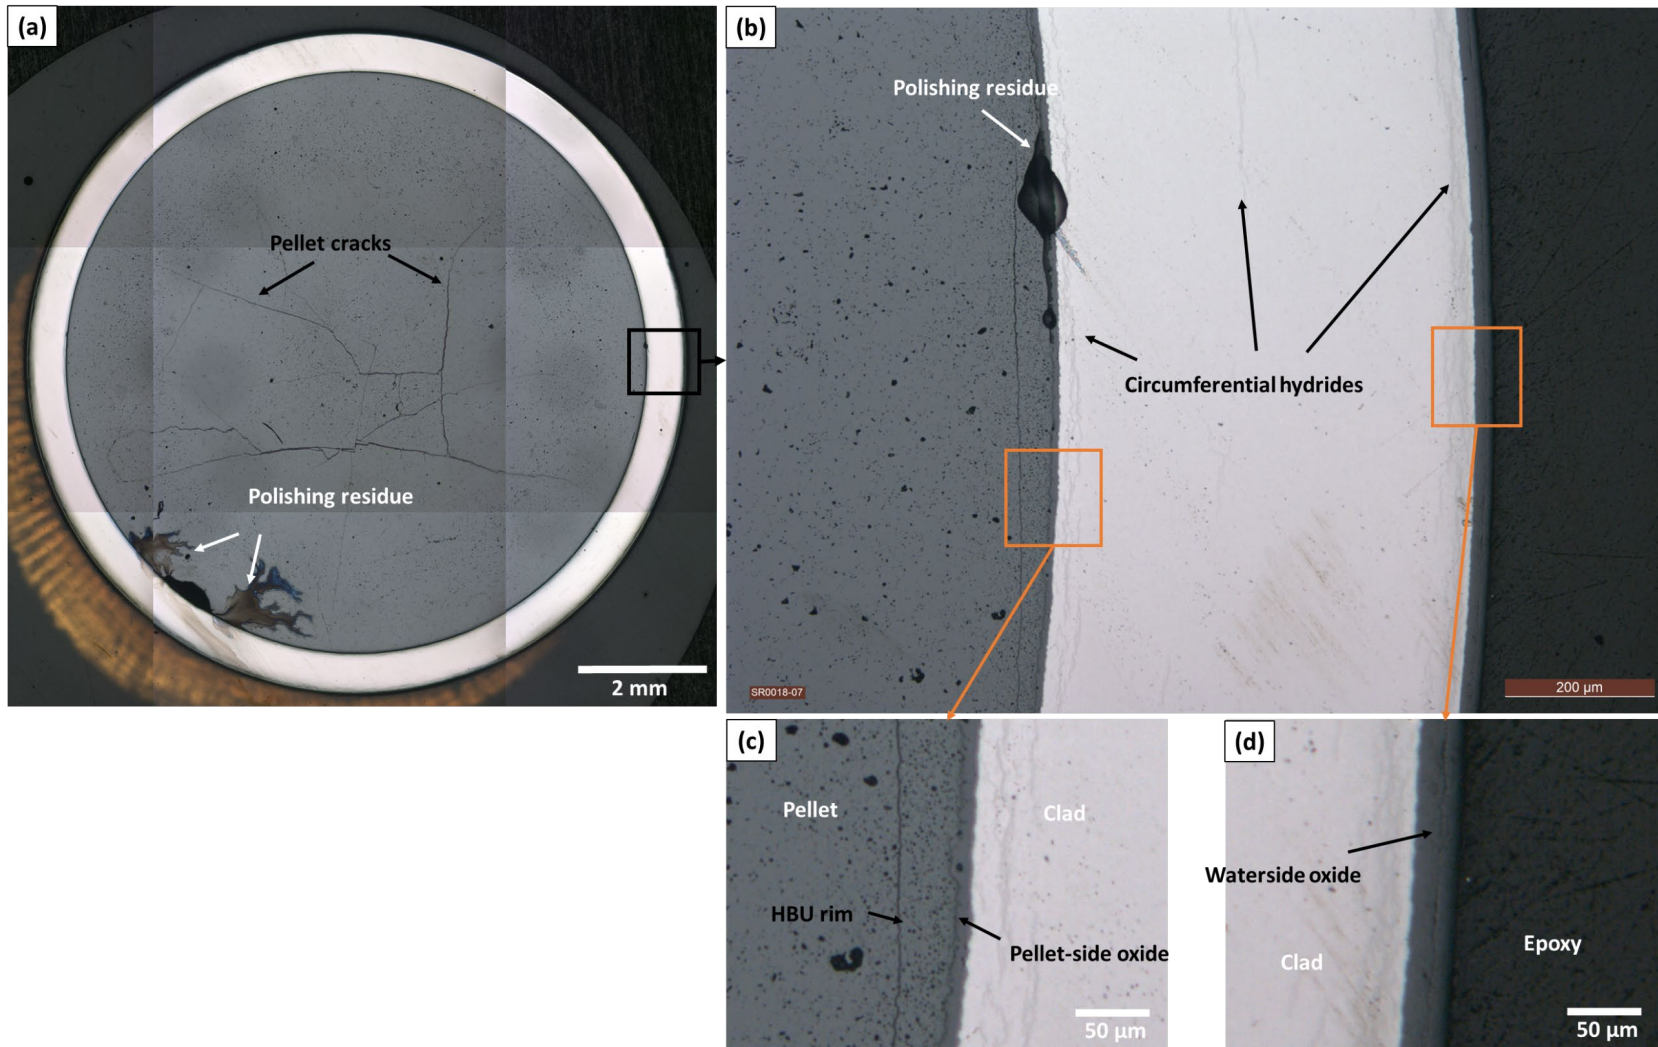 (a)
Pellet cracks
Polishing residue
2 mm
(b)
Polishing residue
Circumferential hydrides
SR0018-07
200 µm
(c)
Pellet
Clad
HBU rim
Pellet-side oxide
50 µm
(d)
Waterside oxide
Clad
Epoxy
50 µm